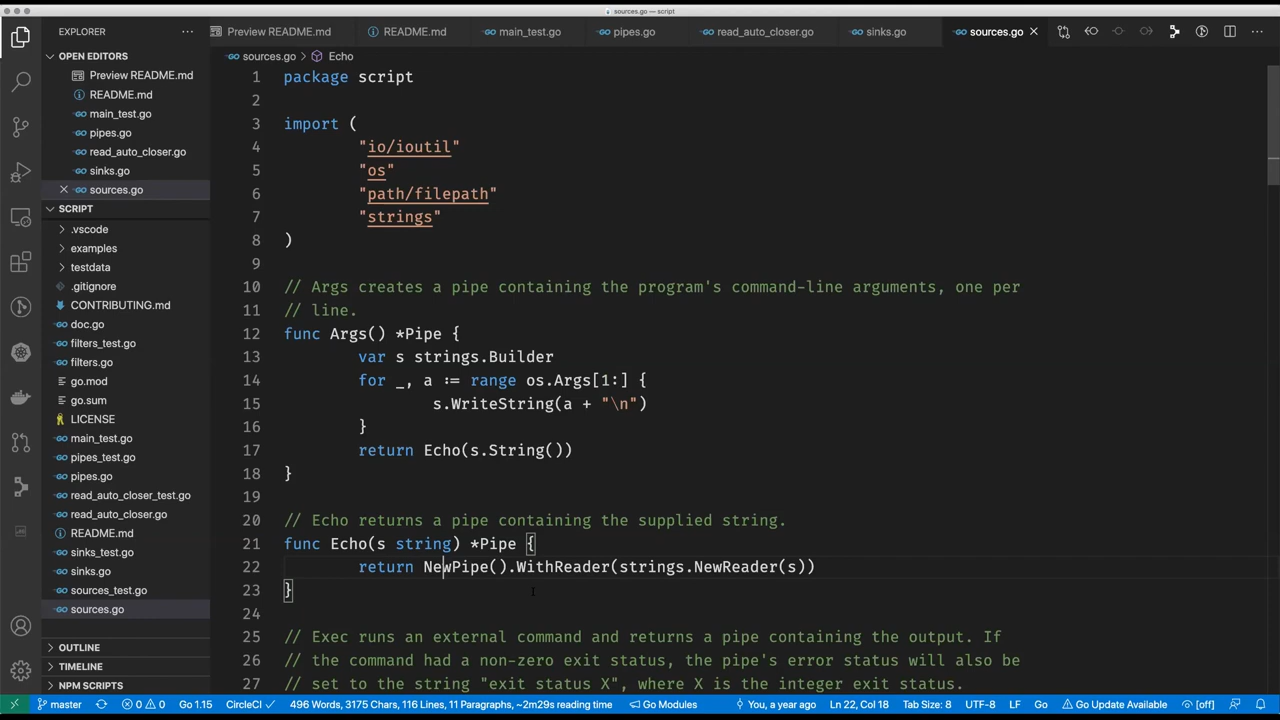 sources.go — script
EXPLORER
Preview README.md
README.md
main_test.go
pipes.go
read_auto_closer.go
sinks.go
sources.go
OPEN EDITORS
Preview README.md
README.md
main_test.go
pipes.go
read_auto_closer.go
sinks.go
sources.go
SCRIPT
.vscode
examples
testdata
.gitignore
CONTRIBUTING.md
doc.go
filters_test.go
filters.go
go.mod
go.sum
LICENSE
main_test.go
pipes_test.go
pipes.go
read_auto_closer_test.go
read_auto_closer.go
README.md
sinks_test.go
sinks.go
sources_test.go
sources.go
OUTLINE
TIMELINE
NPM SCRIPTS
sources.go > Echo
1 package script
2
3 import (
4 "io/ioutil"
5 "os"
6 "path/filepath"
7 "strings"
8 )
9
10 // Args creates a pipe containing the program's command-line arguments, one per
11 // line.
12 func Args() *Pipe {
13 var s strings.Builder
14 for _, a := range os.Args[1:] {
15 s.WriteString(a + "\n")
16 }
17 return Echo(s.String())
18 }
19
20 // Echo returns a pipe containing the supplied string.
21 func Echo(s string) *Pipe {
22 return NewPipe().WithReader(strings.NewReader(s))
23 }
24
25 // Exec runs an external command and returns a pipe containing the output. If
26 // the command had a non-zero exit status, the pipe's error status will also be
27 // set to the string "exit status X", where X is the integer exit status.
master 0 0 Go 1.15 CircleCI ✓ 496 Words, 3175 Chars, 116 Lines, 11 Paragraphs, ~2m29s reading time Go Modules You, a year ago Ln 22, Col 18 Tab Size: 8 UTF-8 LF Go Go Update Available [off]